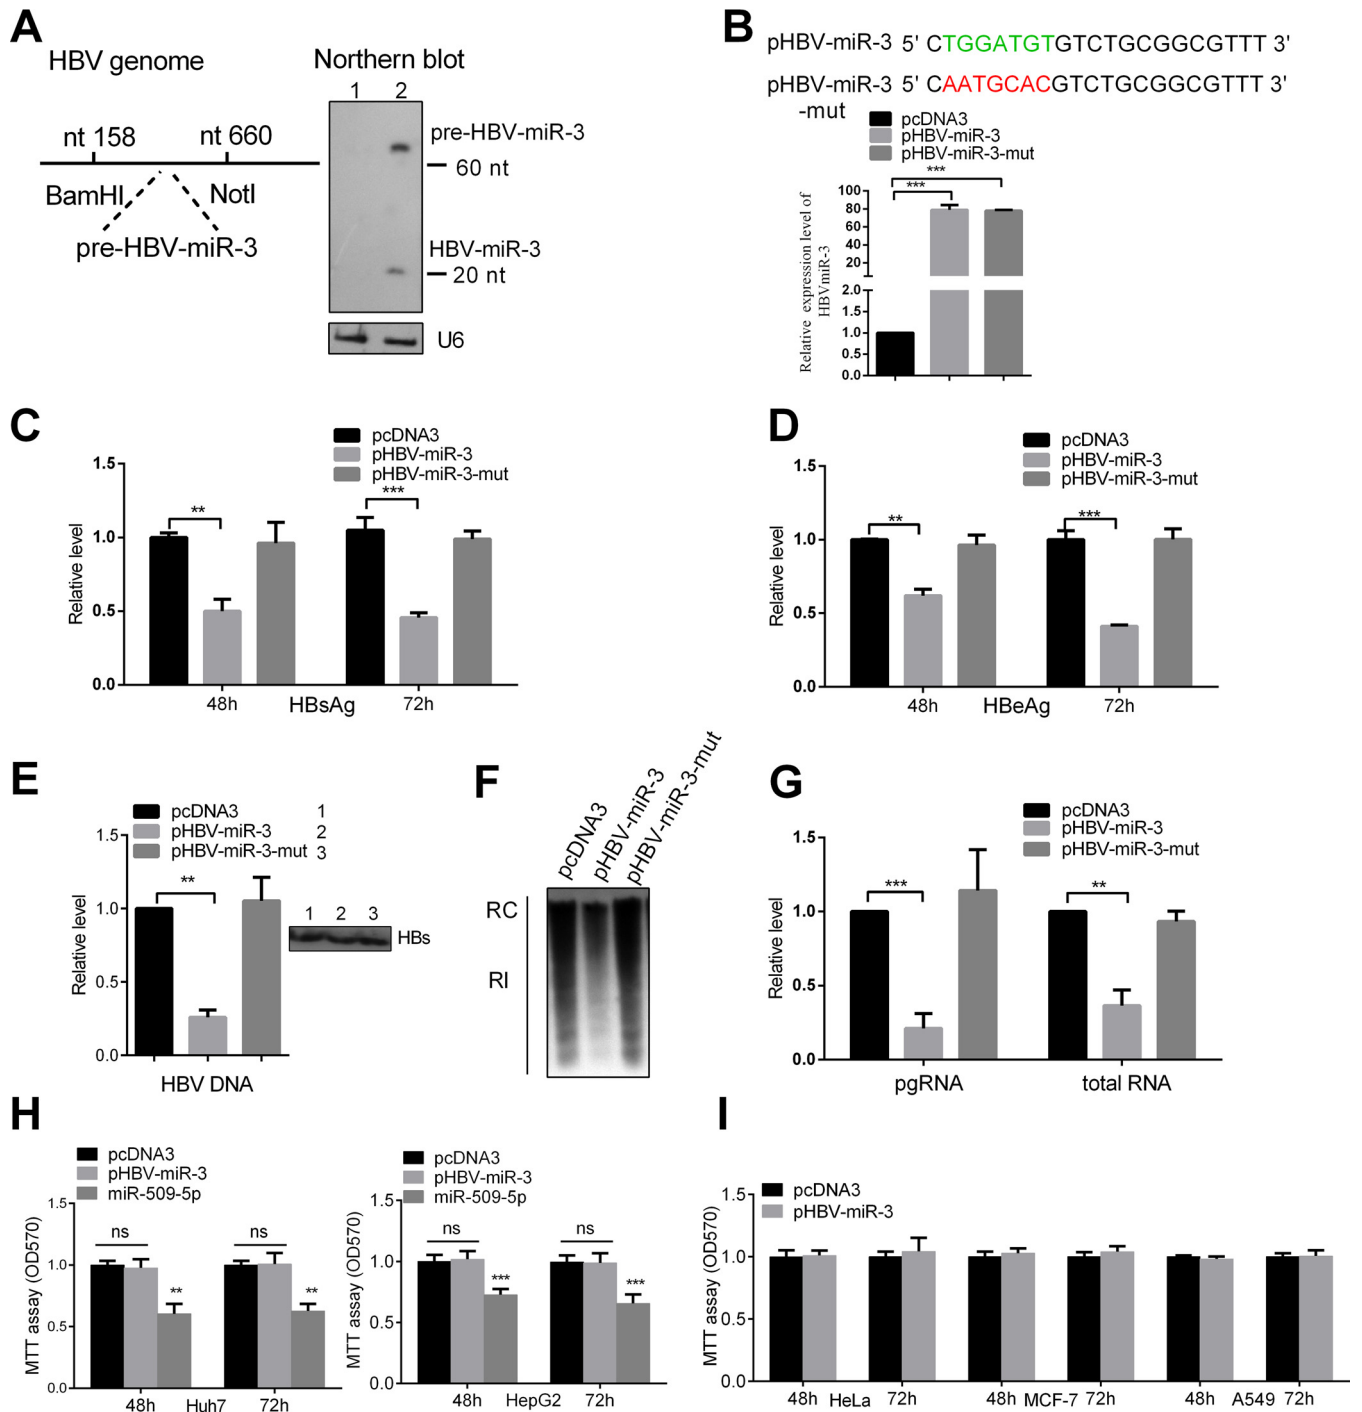 A
HBV genome
nt 158
nt 660
BamHI
NotI
pre-HBV-miR-3
Northern blot
1 2
pre-HBV-miR-3
60 nt
HBV-miR-3
20 nt
U6
B
pHBV-miR-3 5' CTGGATGTGTCTGCGGCGTTT 3'
pHBV-miR-3 5' CAATGCACGTCTGCGGCGTTT 3'
-mut
pcDNA3
pHBV-miR-3
pHBV-miR-3-mut
Relative expression level of
HBVmiR-3
100
80
60
40
20
2.0
1.5
1.0
0.5
0.0
***
***
C
pcDNA3
pHBV-miR-3
pHBV-miR-3-mut
Relative level
1.5
1.0
0.5
0.0
**
***
48h HBsAg 72h
D
pcDNA3
pHBV-miR-3
pHBV-miR-3-mut
Relative level
1.5
1.0
0.5
0.0
**
***
48h HBeAg 72h
E
pcDNA3 1
pHBV-miR-3 2
pHBV-miR-3-mut 3
Relative level
1.5
1.0
0.5
0.0
**
HBV DNA
1 2 3
HBs
F
pcDNA3
pHBV-miR-3
pHBV-miR-3-mut
RC
RI
G
pcDNA3
pHBV-miR-3
pHBV-miR-3-mut
Relative level
1.5
1.0
0.5
0.0
***
**
pgRNA total RNA
H
pcDNA3
pHBV-miR-3
miR-509-5p
MTT assay (OD570)
1.5
1.0
0.5
0.0
ns
**
ns
**
48h Huh7 72h
pcDNA3
pHBV-miR-3
miR-509-5p
MTT assay (OD570)
1.5
1.0
0.5
0.0
ns
***
ns
***
48h HepG2 72h
I
pcDNA3
pHBV-miR-3
MTT assay (OD570)
1.5
1.0
0.5
0.0
48h HeLa 72h 48h MCF-7 72h 48h A549 72h